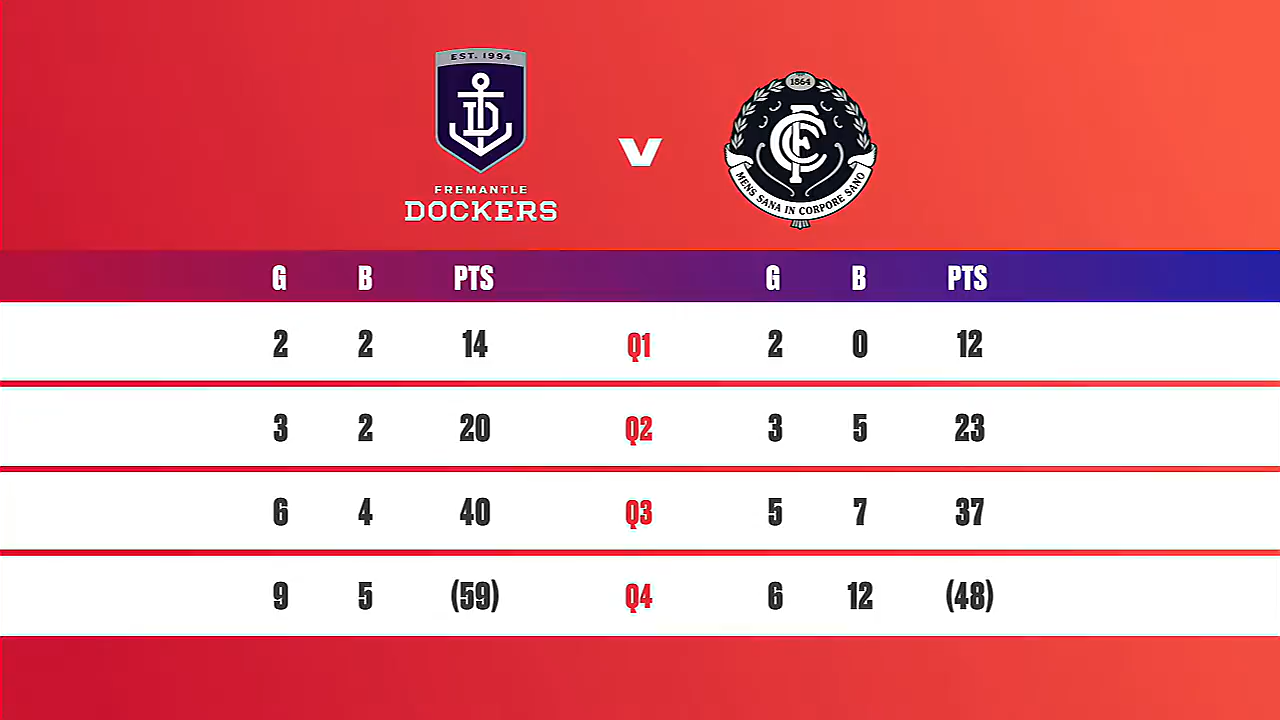 EST. 1994
D
FREMANTLE
DOCKERS
V
1864
CFC
MENS SANA IN CORPORE SANO
G B PTS G B PTS
2 2 14 Q1 2 0 12
3 2 20 Q2 3 5 23
6 4 40 Q3 5 7 37
9 5 (59) Q4 6 12 (48)